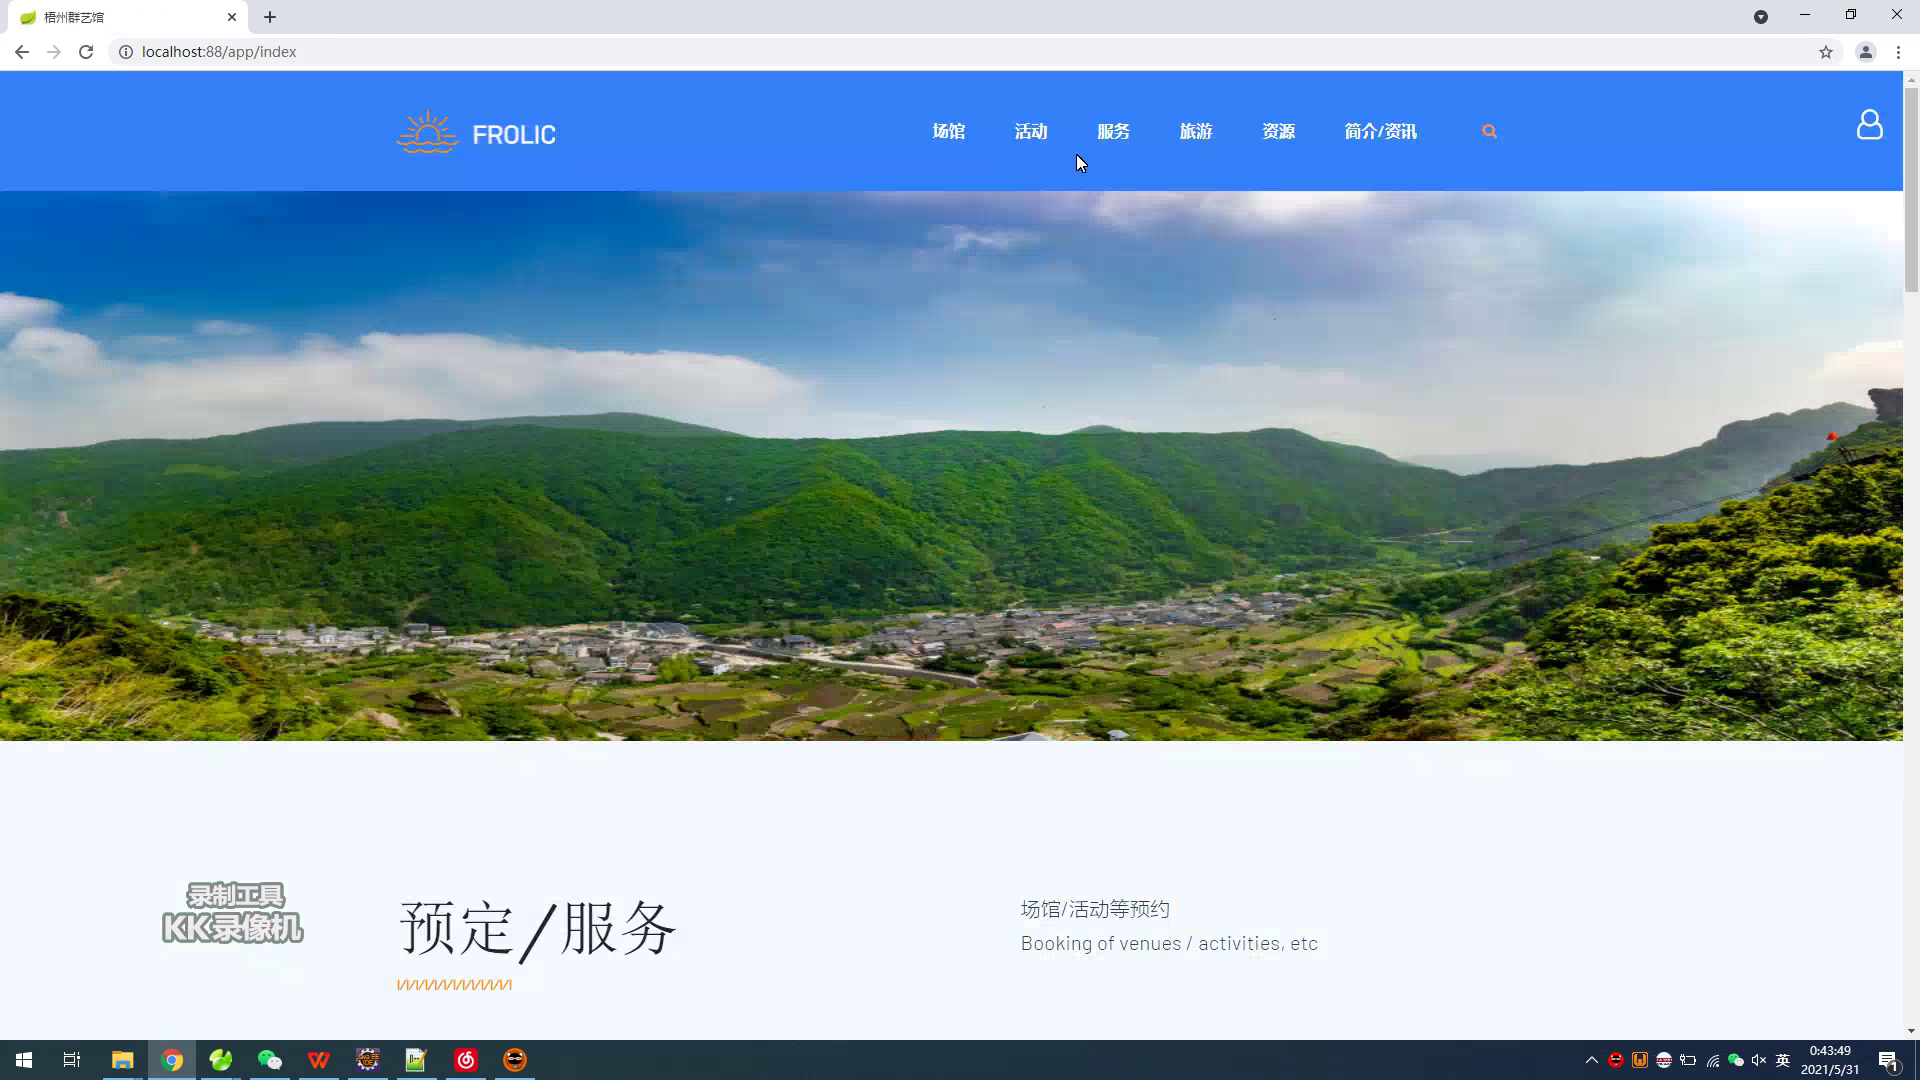 梧州群艺馆
localhost:88/app/index
FROLIC
场馆
活动
服务
旅游
资源
简介/资讯
录制工具
KK录像机
预定/服务
场馆/活动等预约
Booking of venues / activities, etc
英
0:43:49
2021/5/31
1